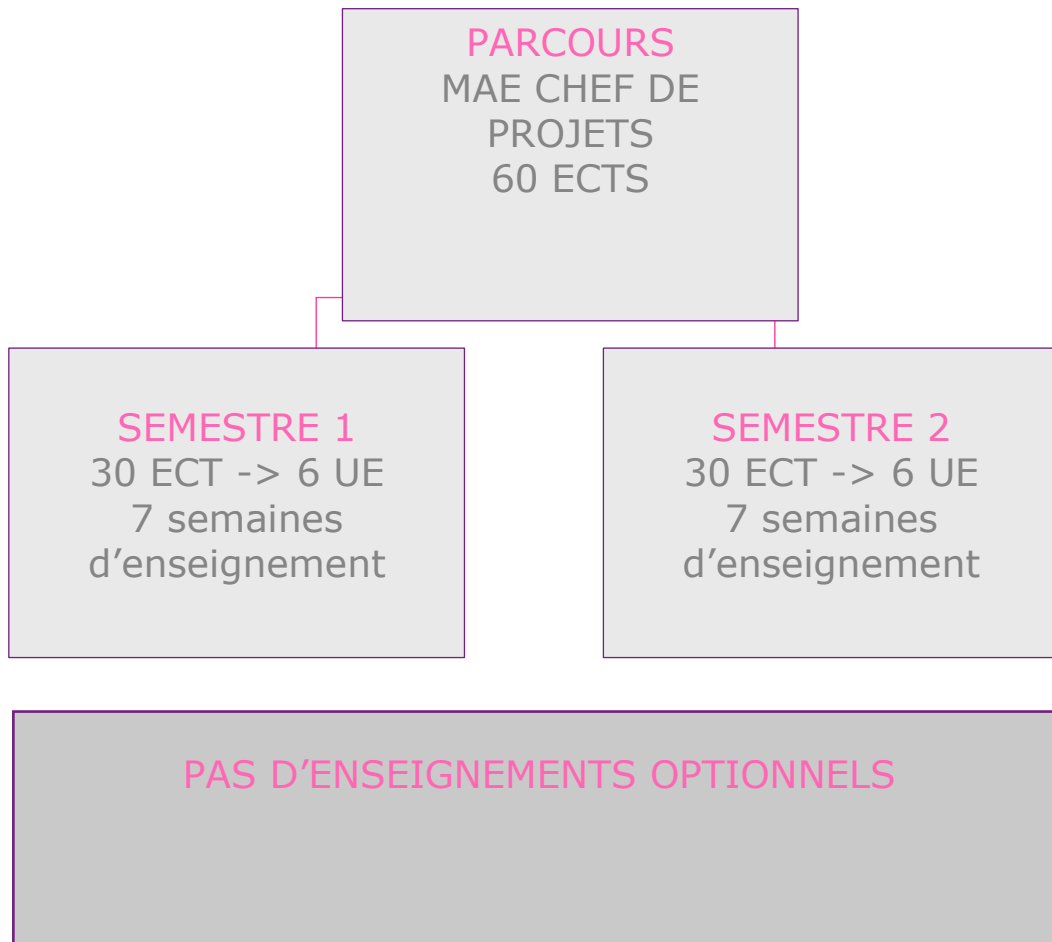 PARCOURS
MAE CHEF DE
PROJETS
60 ECTS
SEMESTRE 1
30 ECT -> 6 UE
7 semaines
d’enseignement
SEMESTRE 2
30 ECT -> 6 UE
7 semaines
d’enseignement
PAS D’ENSEIGNEMENTS OPTIONNELS